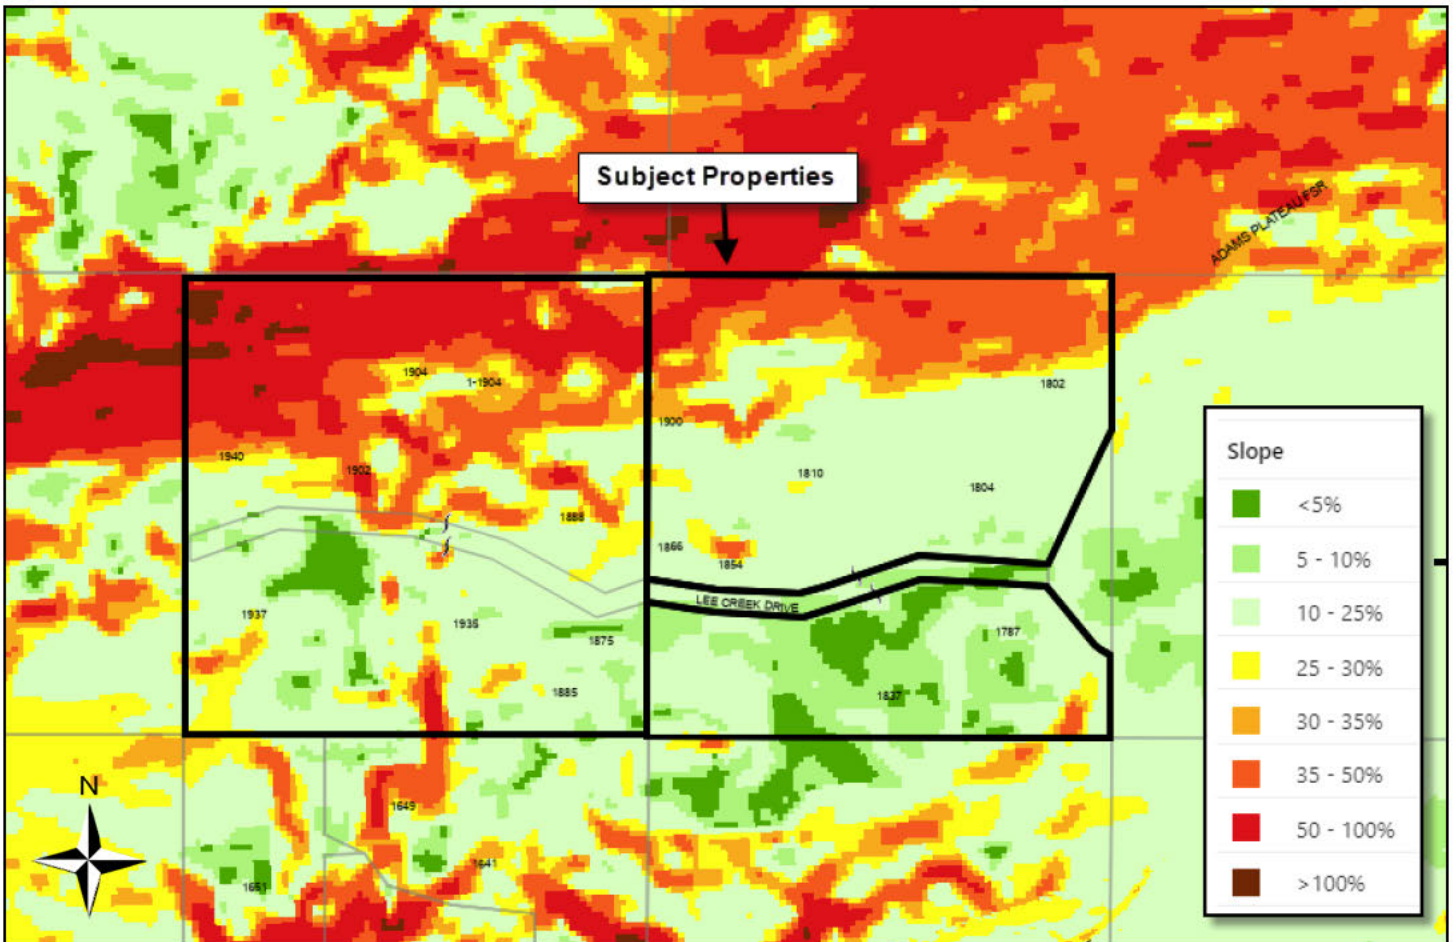 Subject Properties
ADAMS PLATEAU FSR
1904
1-1904
1802
1900
1940
1902
1810
1804
1888
1866
1854
LEE CREEK DRIVE
1937
1935
1875
1787
1885
1837
N
1649
1641
1651
Slope
<5%
5 - 10%
10 - 25%
25 - 30%
30 - 35%
35 - 50%
50 - 100%
>100%